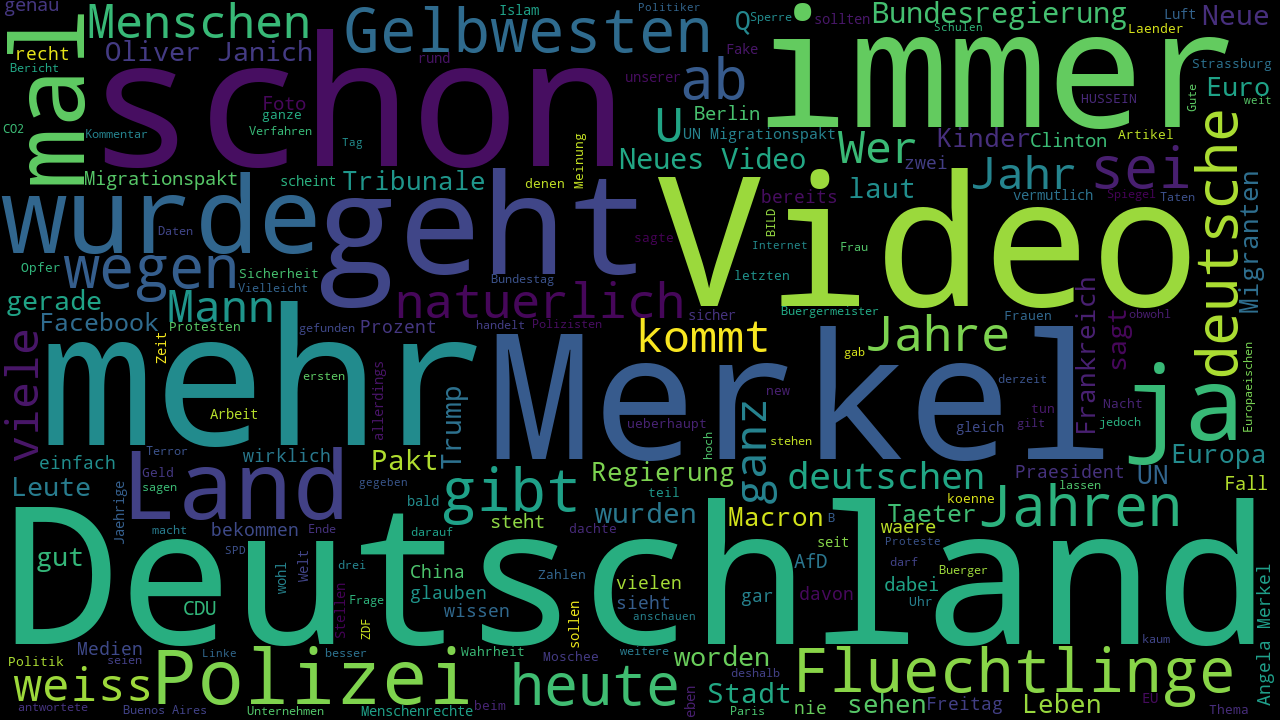 genau
Menschen
Gelbwesten
Islam
Politiker
Q
Sperre
sollten
Bundesregierung
Schulen
Luft
Laender
Neue
recht
Oliver Janich
schon
rund
Fake
immer
Strassburg
Bericht
mal
Foto
ganze
Verfahren
unserer
ab
HUSSEIN
Gute
Euro
weit
CO2
Kommentar
Tag
U
Berlin
UN Migrationspakt
Wer
Kinder
Clinton
Artikel
Meinung
Neues Video
zwei
Jahr
sei
deutsche
Migrationspakt
scheint
Tribunale
denen
Video
bereits
laut
vermutlich
Spiegel
Taten
Migranten
wurde
Daten
geht
sagte
BILD
Internet
Frau
Opfer
wegen
Sicherheit
Vielleicht
Bundestag
letzten
gerade
Mann
natuerlich
sicher
Buergermeister
Frauen
Frankreich
sagt
obwohl
Facebook
Protesten
gefunden
Prozent
handelt
Polizisten
kommt
Jahre
viele
Zeit
mehr
ersten
allerdings
Merkel
gab
derzeit
Europaeischen
Arbeit
Trump
new
ueberhaupt
ganz
gleich
tun
gilt
Nacht
jedoch
ja
hoch
stehen
einfach
Terror
wirklich
Pakt
Regierung
deutschen
Praesident
UN
Europa
Leute
Geld
sagen
Land
gegeben
gibt
teil
lassen
Fall
Jaehrige
bald
koenne
Jahren
macht
bekommen
Ende
darauf
steht
dachte
wurden
Macron
B
Taeter
waere
Deutschland
SPD
seit
Proteste
gut
wohl
Welt
drei
China
Zahlen
vielen
AfD
darf
Buerger
CDU
Stellen
Frage
glauben
wissen
sieht
anschauen
gar
davon
dabei
Uhr
ZDF
sollen
Angela Merkel
Medien
seien
Linke
besser
Wahrheit
weitere
worden
kaum
Politik
Moschee
deshalb
Fluechtlinge
weiss
Polizei
heute
eben
Stadt
sehen
Freitag
Leben
EU
antwortete
Buenos Aires
Unternehmen
Menschenrechte
beim
Paris
nie
Thema